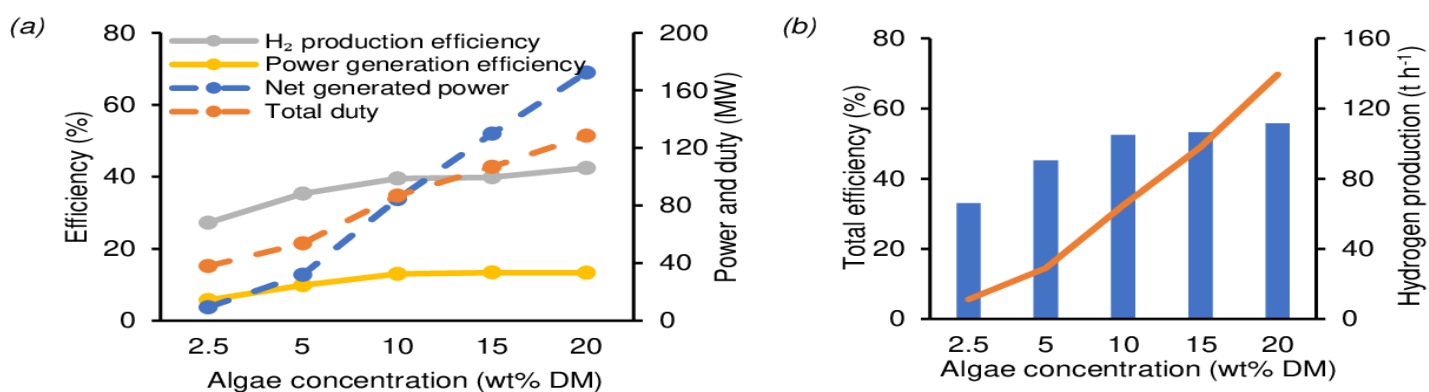 (a)
80
60
40
20
0
Efficiency (%)
H₂ production efficiency
Power generation efficiency
Net generated power
Total duty
200
160
120
80
40
0
Power and duty (MW)
2.5 5 10 15 20
Algae concentration (wt% DM)
(b)
80
60
40
20
0
Total efficiency (%)
160
120
80
40
0
Hydrogen production (t h⁻¹)
2.5 5 10 15 20
Algae concentration (wt% DM)